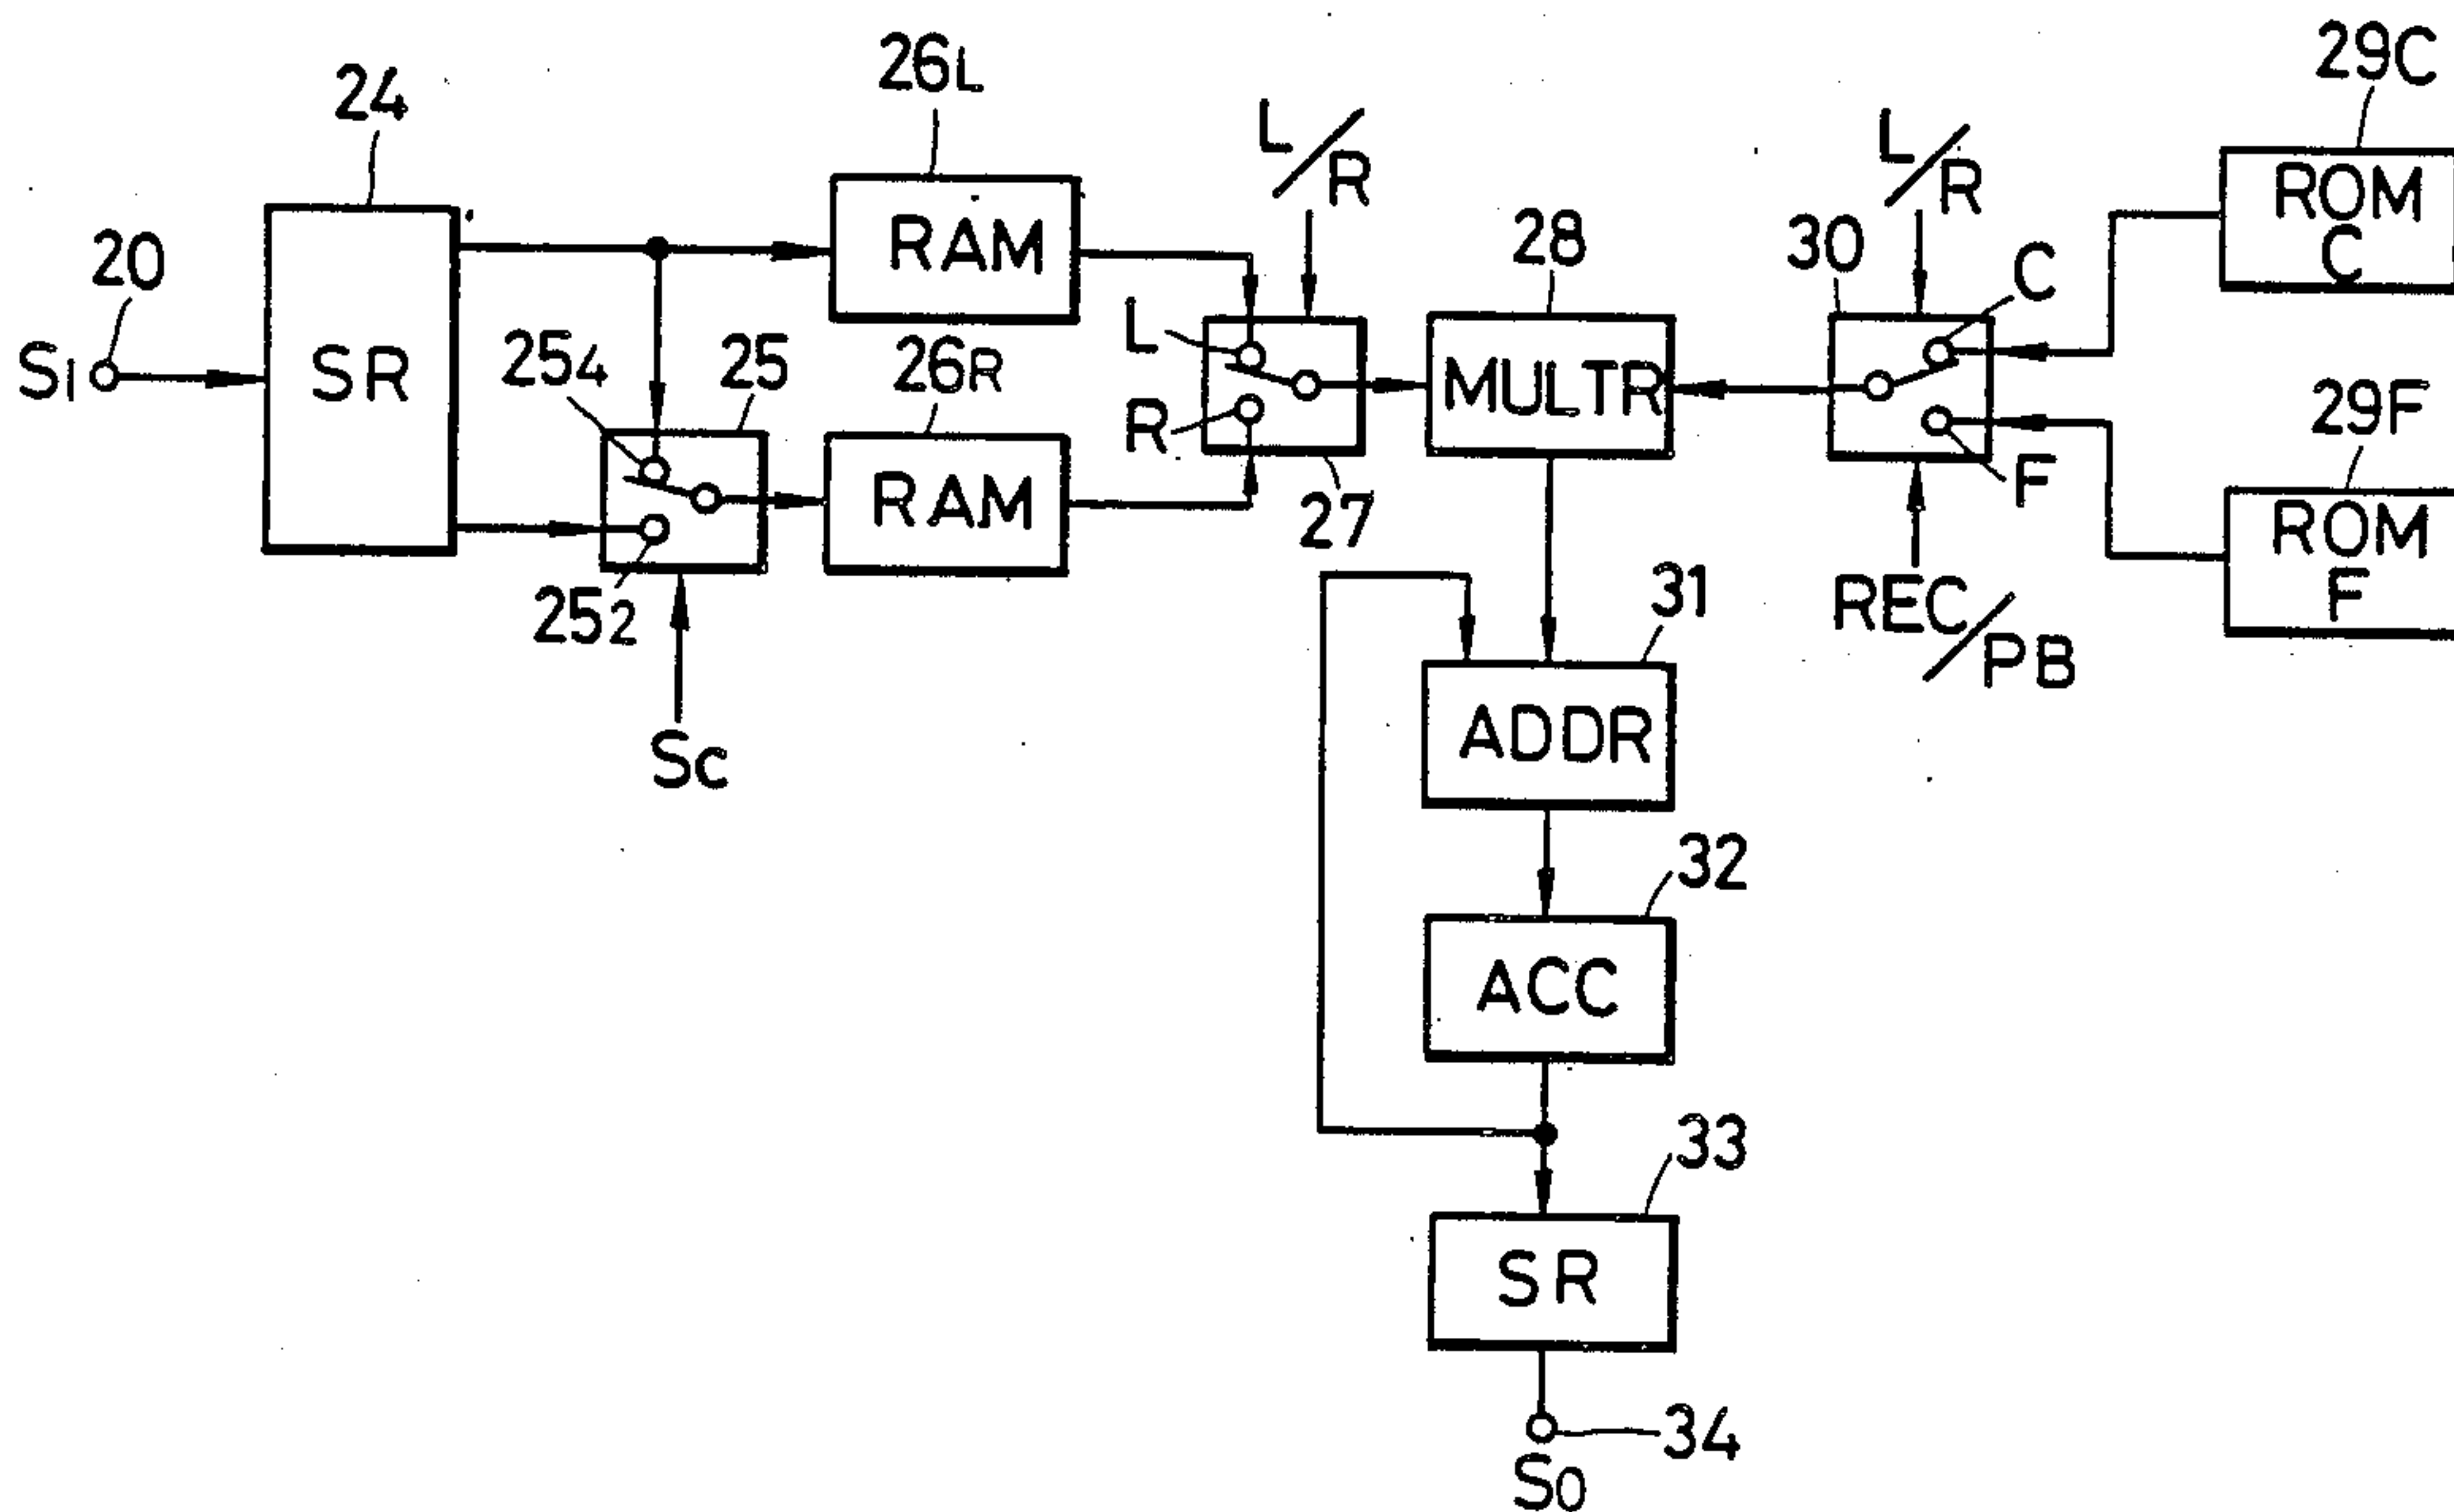 29C
26L
24
L/R
L/R
ROM
C
20
RAM
28
30
C
SI
SR
254
25
26R
L
R
MULTR
29F
F
RAM
27
ROM
F
252
REC/PB
31
SC
ADDR
32
ACC
33
SR
34
SO